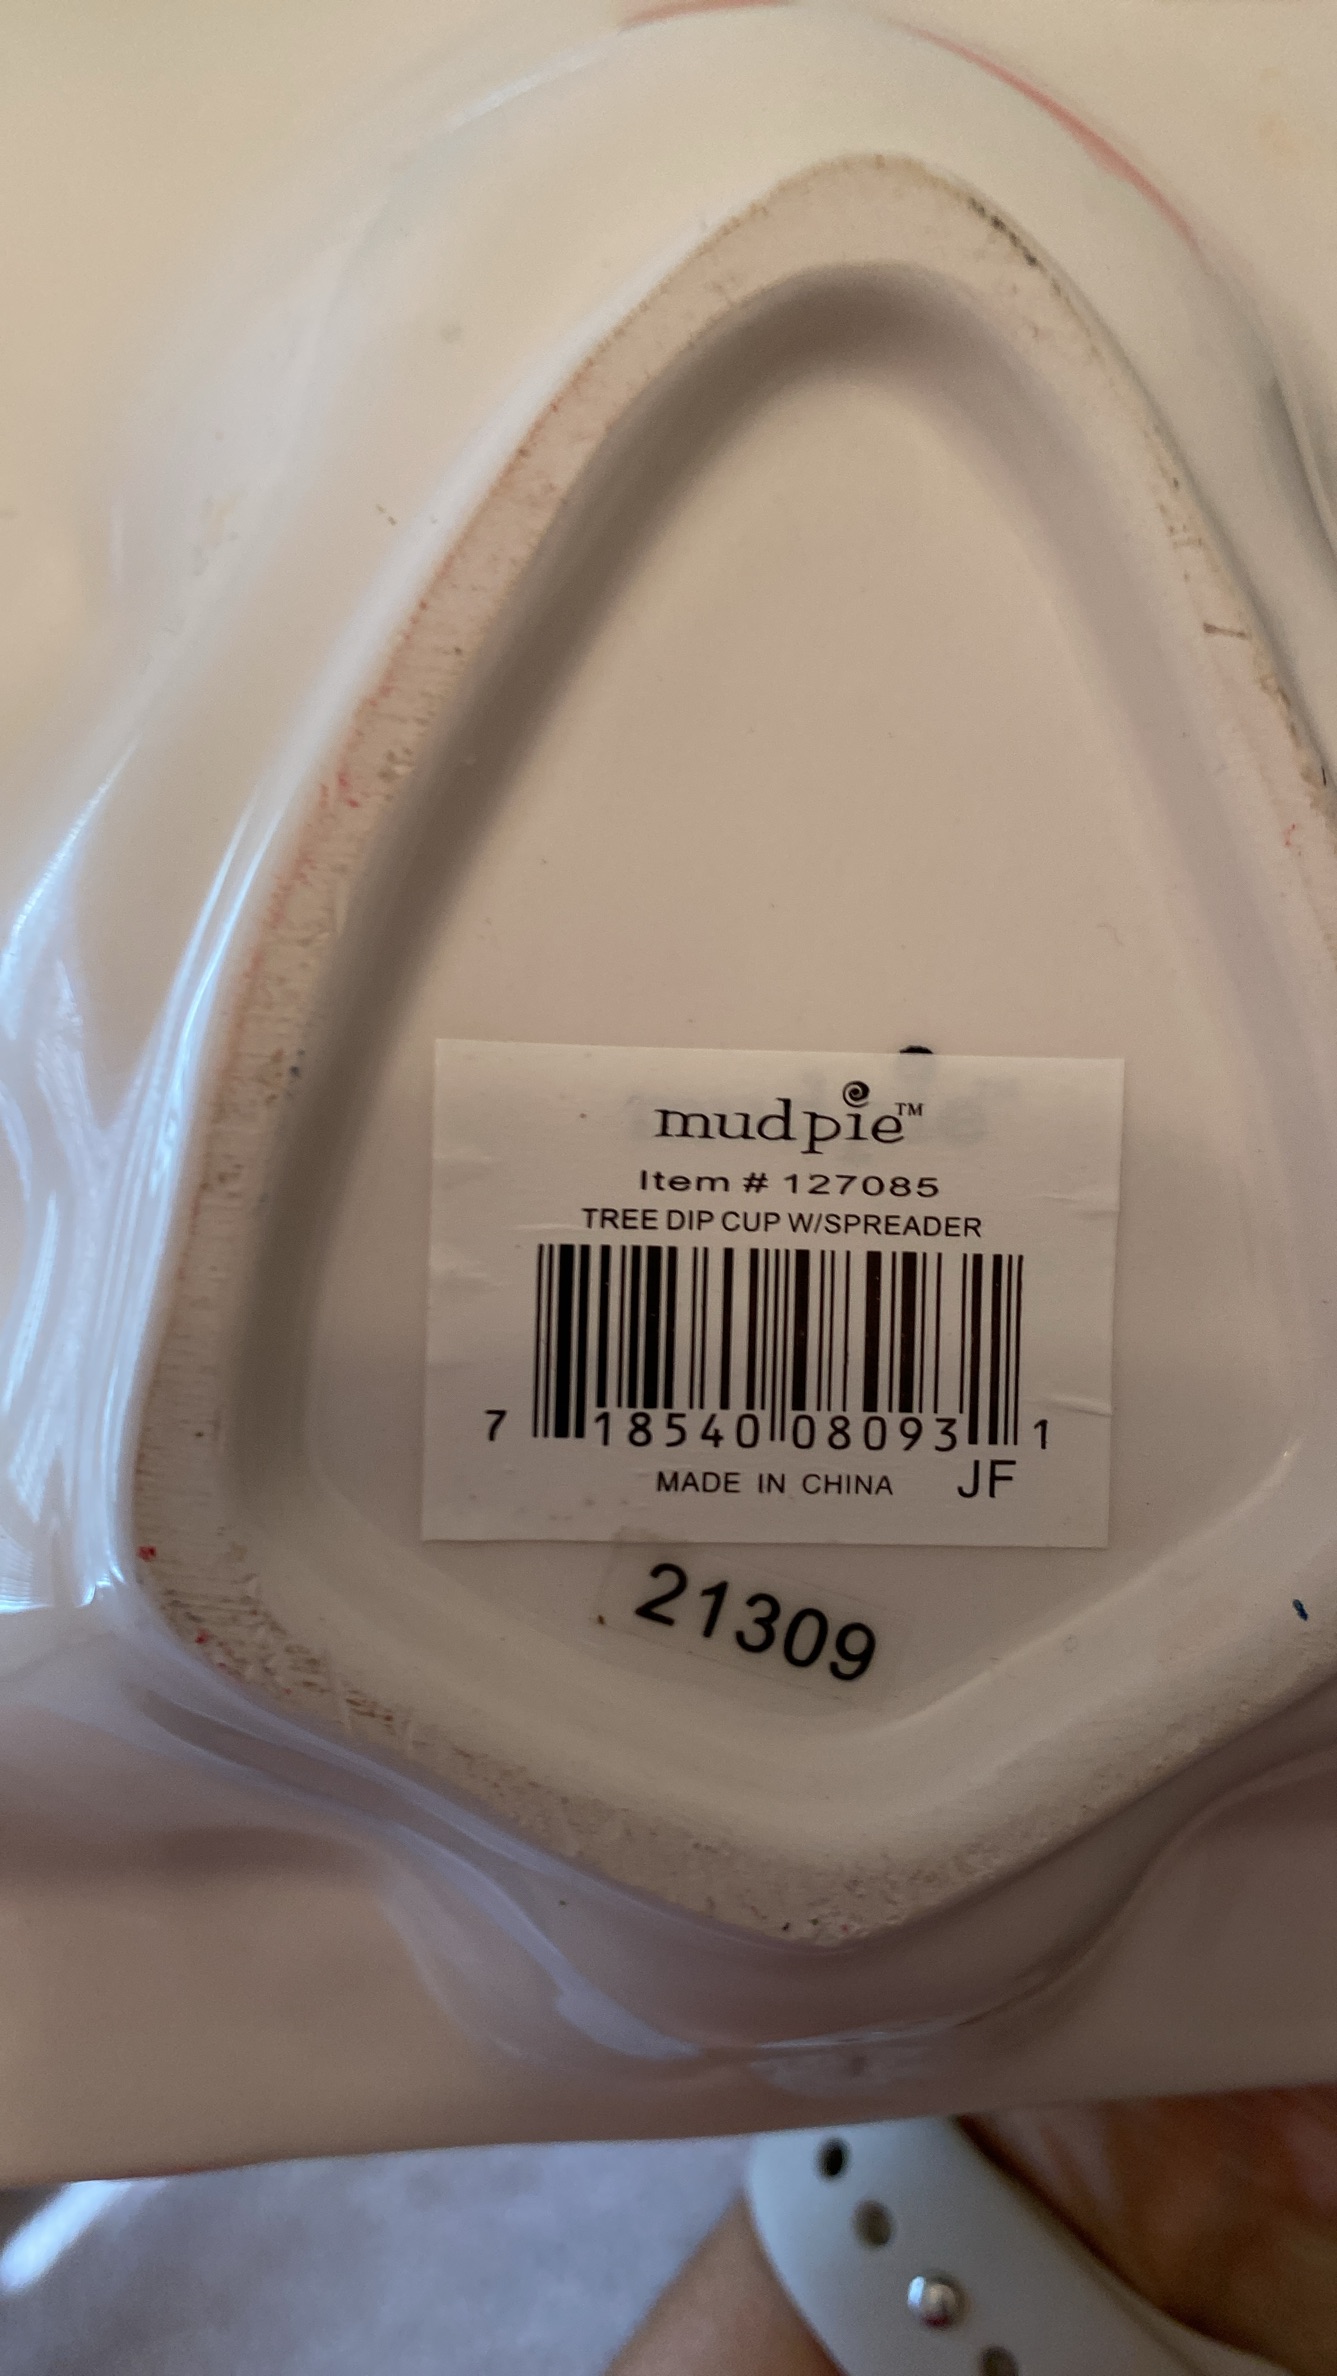 mudpie™
Item # 127085
TREE DIP CUP W/SPREADER
7 18540 08093 1
MADE IN CHINA JF
21309